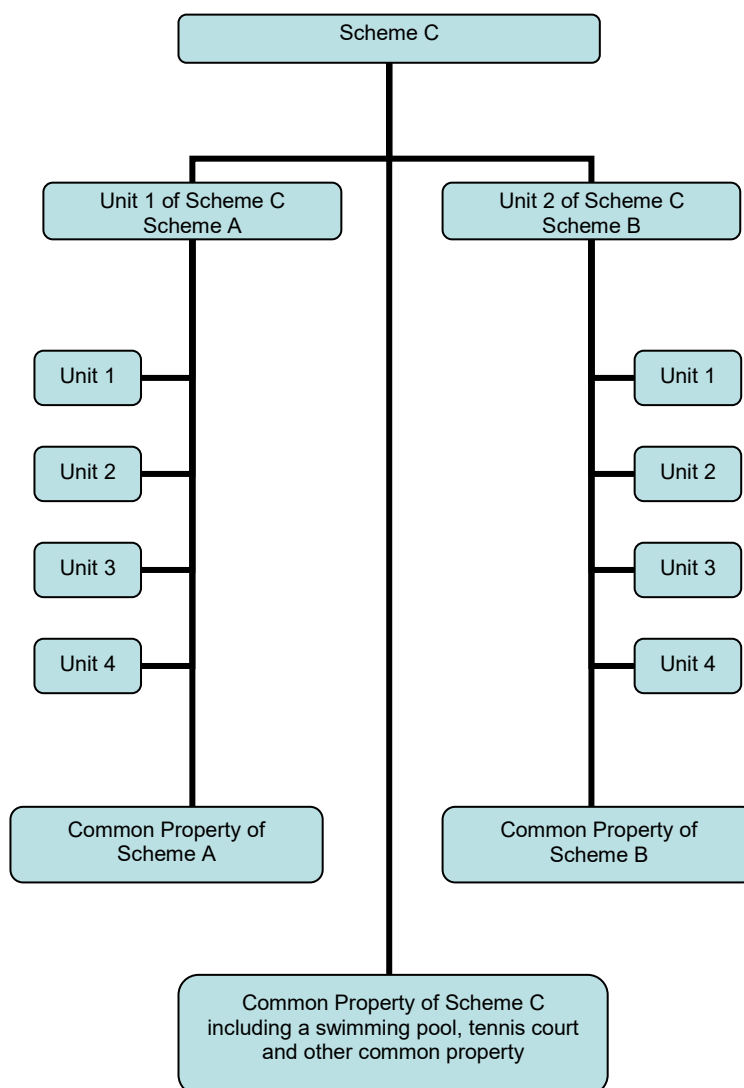 Scheme C
Unit 1 of Scheme C
Scheme A
Unit 2 of Scheme C
Scheme B
Unit 1
Unit 1
Unit 2
Unit 2
Unit 3
Unit 3
Unit 4
Unit 4
Common Property of
Scheme A
Common Property of
Scheme B
Common Property of Scheme C
including a swimming pool, tennis court
and other common property